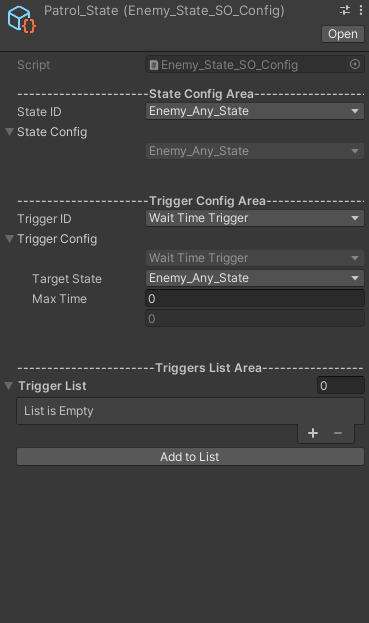 Patrol_State (Enemy_State_SO_Config)
Open
Script Enemy_State_SO_Config
----------------------State Config Area------------------
State ID Enemy_Any_State
State Config
Enemy_Any_State
----------------------Trigger Config Area-----------------
Trigger ID Wait Time Trigger
Trigger Config
Wait Time Trigger
Target State Enemy_Any_State
Max Time 0
0
-----------------------Triggers List Area-----------------
Trigger List 0
List is Empty
+ −
Add to List